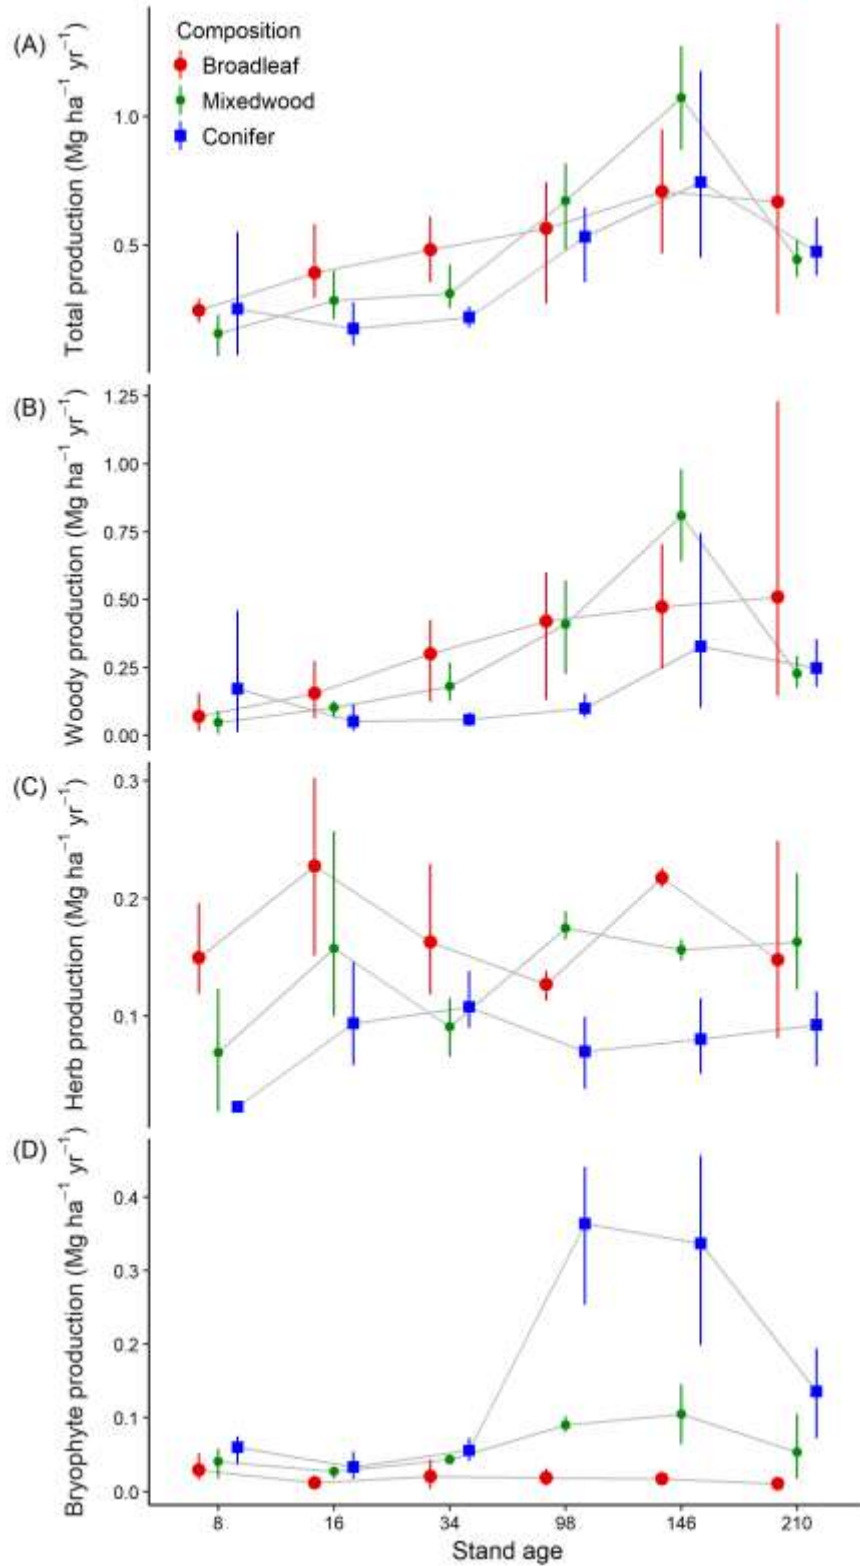 (A)
Composition
Broadleaf
Mixedwood
Conifer
Total production (Mg ha⁻¹ yr⁻¹)
1.0
0.5
(B)
Woody production (Mg ha⁻¹ yr⁻¹)
1.25
1.00
0.75
0.50
0.25
0.00
(C)
Herb production (Mg ha⁻¹ yr⁻¹)
0.3
0.2
0.1
(D)
Bryophyte production (Mg ha⁻¹ yr⁻¹)
0.4
0.3
0.2
0.1
0.0
8 16 34 98 146 210
Stand age